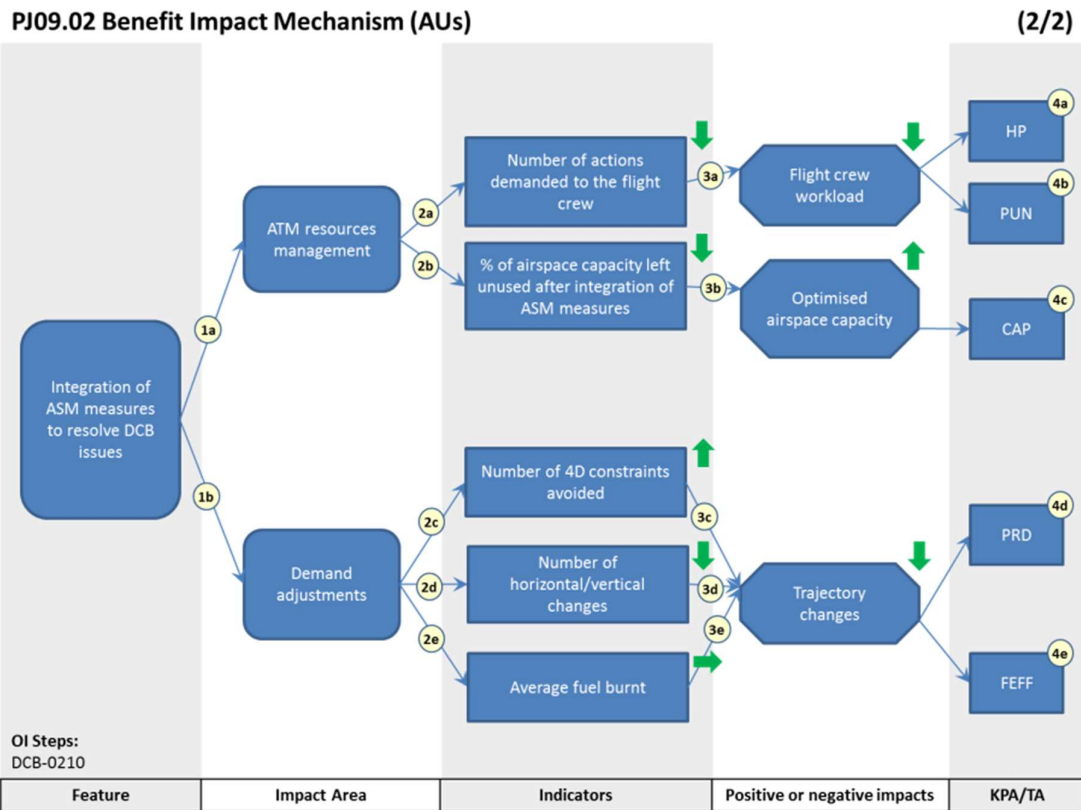 PJ09.02 Benefit Impact Mechanism (AUs)
(2/2)
Integration of
ASM measures
to resolve DCB
issues
1a
1b
ATM resources
management
Demand
adjustments
2a
2b
2c
2d
2e
Number of actions
demanded to the flight
crew
% of airspace capacity left
unused after integration of
ASM measures
Number of 4D constraints
avoided
Number of
horizontal/vertical
changes
Average fuel burnt
3a
3b
3c
3d
3e
Flight crew
workload
Optimised
airspace capacity
Trajectory
changes
4a
HP
4b
PUN
4c
CAP
4d
PRD
4e
FEFF
OI Steps:
DCB-0210
Feature
Impact Area
Indicators
Positive or negative impacts
KPA/TA